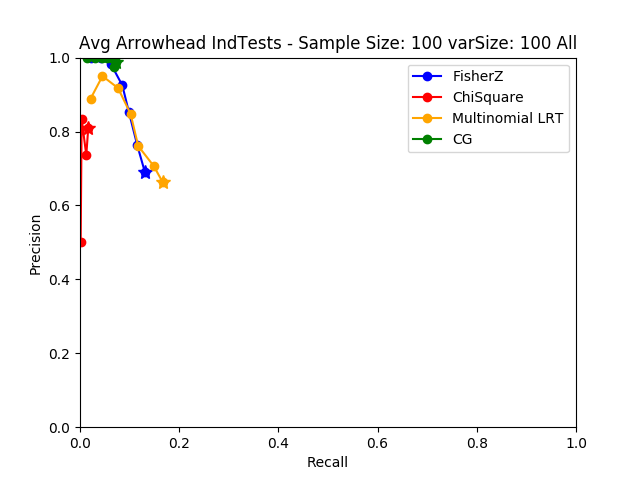 Avg Arrowhead IndTests - Sample Size: 100 varSize: 100 All
FisherZ
ChiSquare
Multinomial LRT
CG
Precision
1.0
0.8
0.6
0.4
0.2
0.0
0.0 0.2 0.4 0.6 0.8 1.0
Recall